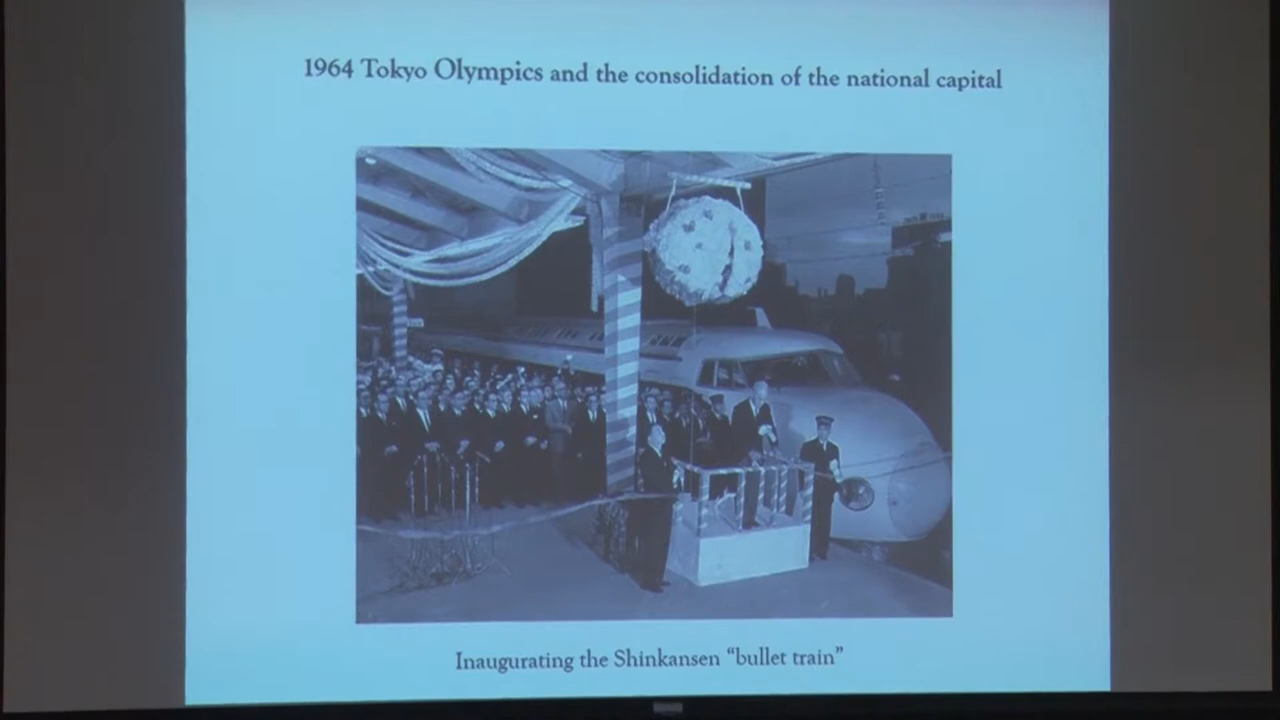 1964 Tokyo Olympics and the consolidation of the national capital
Inaugurating the Shinkansen “bullet train”